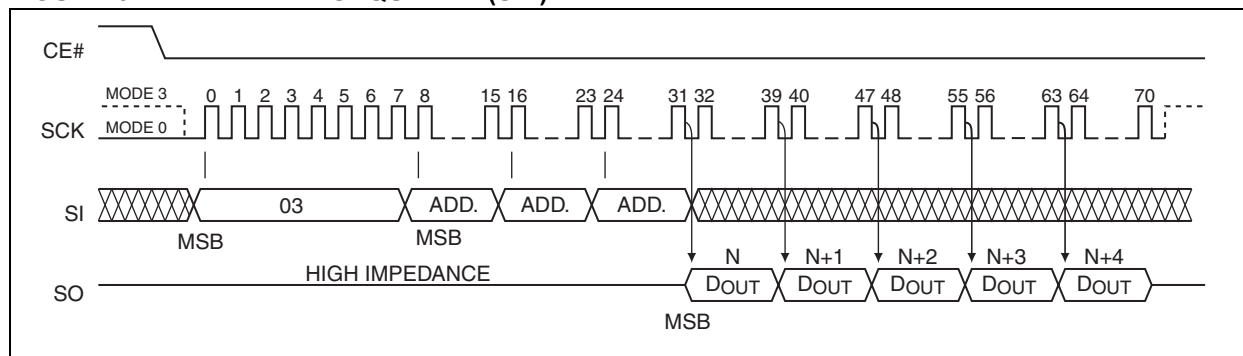 CE#
MODE 3
SCK
MODE 0
0 1 2 3 4 5 6 7 8 15 16 23 24 31 32 39 40 47 48 55 56 63 64 70
SI
03 ADD. ADD. ADD.
MSB MSB
HIGH IMPEDANCE
N N+1 N+2 N+3 N+4
SO
DOUT DOUT DOUT DOUT DOUT
MSB